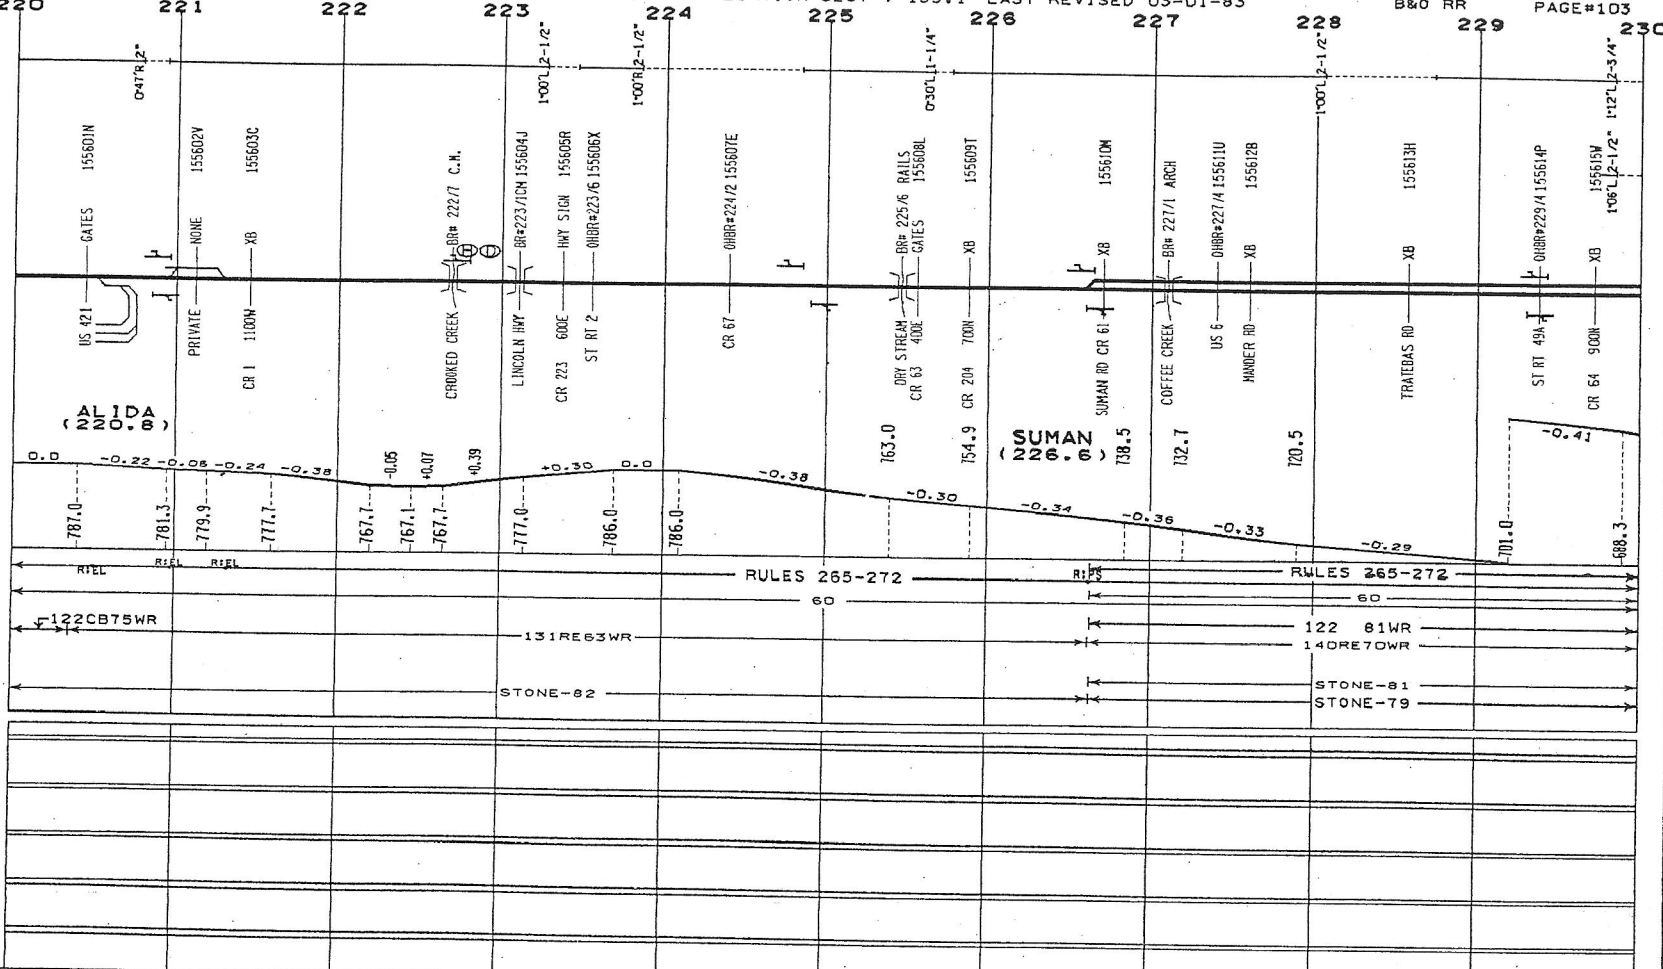 LAST REVISED 03-01-83 B&O RR PAGE#103
220 221 222 223 224 225 226 227 228 229 230
0°47'R 2" 1°00'L 2-1/2" 1°00'R 2-1/2" 0°30'L 1-1/4" 1°00'L 2-1/2" 1°06'L 2-1/2" 1°12'L 2-3/4"
US 421 GATES 155601N
PRIVATE NONE 155602V
CR 1 1100W XB 155603C
CROOKED CREEK BR# 222/7 C.M.
LINCOLN HWY BR#223/1CM 155604J
CR 223 600E HWY SIGN 155605R
ST RT 2 OHBR#223/6 155606X
CR 67 OHBR#224/2 155607E
DRY STREAM BR# 225/6 RAILS
CR 63 400E GATES 155608L
CR 204 700N XB 155609T
SUMAN RD CR 61 XB 155610M
COFFEE CREEK BR# 227/1 ARCH
US 6 OHBR#227/4 155611U
HANDER RD XB 155612B
TRATEBAS RD XB 155613H
ST RT 49A OHBR#229/4 155614P
CR 64 900N XB 155615W
ALIDA
(220.8)
SUMAN
(226.6)
0.0 -0.22 -0.06 -0.24 -0.38 -0.05 +0.07 +0.39 +0.30 0.0 -0.38 -0.30 -0.34 -0.36 -0.33 -0.29 -0.41
787.0 781.3 779.9 777.7 767.7 767.1 767.7 777.0 786.0 786.0 763.0 754.9 738.5 732.7 720.5 701.0 688.3
R:EL R:EL R:EL RULES 265-272 R:PS RULES 265-272
60 60
122CB75WR 131RE63WR 122 81WR
140RE70WR
STONE-82 STONE-81
STONE-79